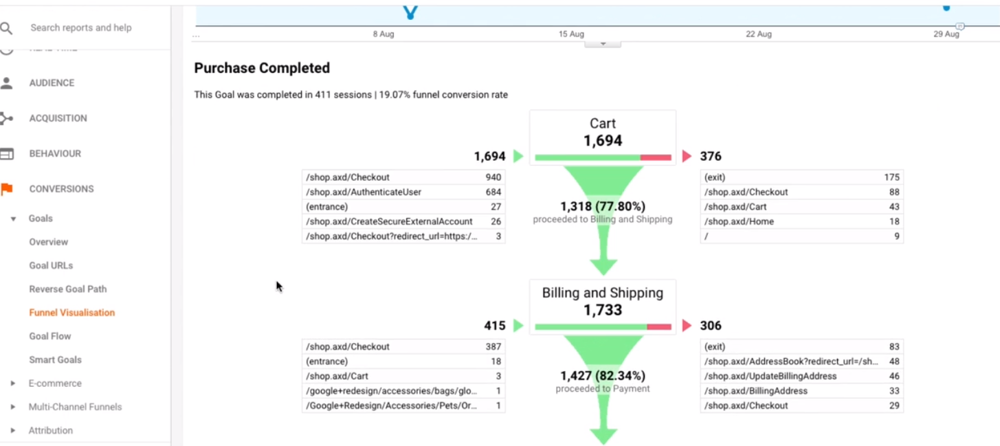 Search reports and help
AUDIENCE
ACQUISITION
BEHAVIOUR
CONVERSIONS
Goals
Overview
Goal URLs
Reverse Goal Path
Funnel Visualisation
Goal Flow
Smart Goals
E-commerce
Multi-Channel Funnels
Attribution
...
8 Aug
15 Aug
22 Aug
29 Aug
Purchase Completed
This Goal was completed in 411 sessions | 19.07% funnel conversion rate
Cart
1,694
1,694
/shop.axd/Checkout 940
/shop.axd/AuthenticateUser 684
(entrance) 27
/shop.axd/CreateSecureExternalAccount 26
/shop.axd/Checkout?redirect_url=https:/... 3
376
(exit) 175
/shop.axd/Checkout 88
/shop.axd/Cart 43
/shop.axd/Home 18
/ 9
1,318 (77.80%)
proceeded to Billing and Shipping
Billing and Shipping
1,733
415
/shop.axd/Checkout 387
(entrance) 18
/shop.axd/Cart 3
/google+redesign/accessories/bags/glo... 1
/Google+Redesign/Accessories/Pets/Or... 1
306
(exit) 83
/shop.axd/AddressBook?redirect_url=/sh... 48
/shop.axd/UpdateBillingAddress 46
/shop.axd/BillingAddress 33
/shop.axd/Checkout 29
1,427 (82.34%)
proceeded to Payment